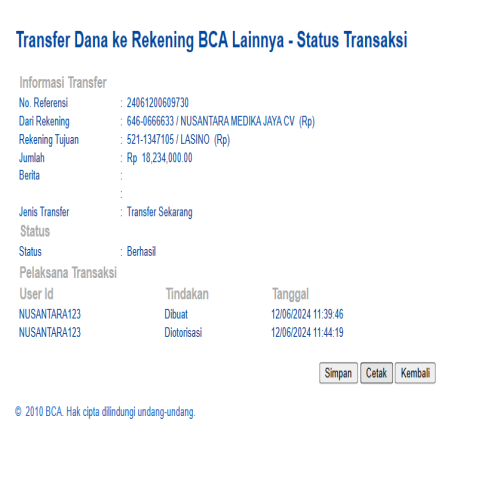 Transfer Dana ke Rekening BCA Lainnya - Status Transaksi
Informasi Transfer
No. Referensi : 24061200609730
Dari Rekening : 646-0666633 / NUSANTARA MEDIKA JAYA CV (Rp)
Rekening Tujuan : 521-1347105 / LASINO (Rp)
Jumlah : Rp 18,234,000.00
Berita :
:
Jenis Transfer : Transfer Sekarang
Status
Status : Berhasil
Pelaksana Transaksi
User Id Tindakan Tanggal
NUSANTARA123 Dibuat 12/06/2024 11:39:46
NUSANTARA123 Diotorisasi 12/06/2024 11:44:19
Simpan Cetak Kembali
© 2010 BCA. Hak cipta dilindungi undang-undang.